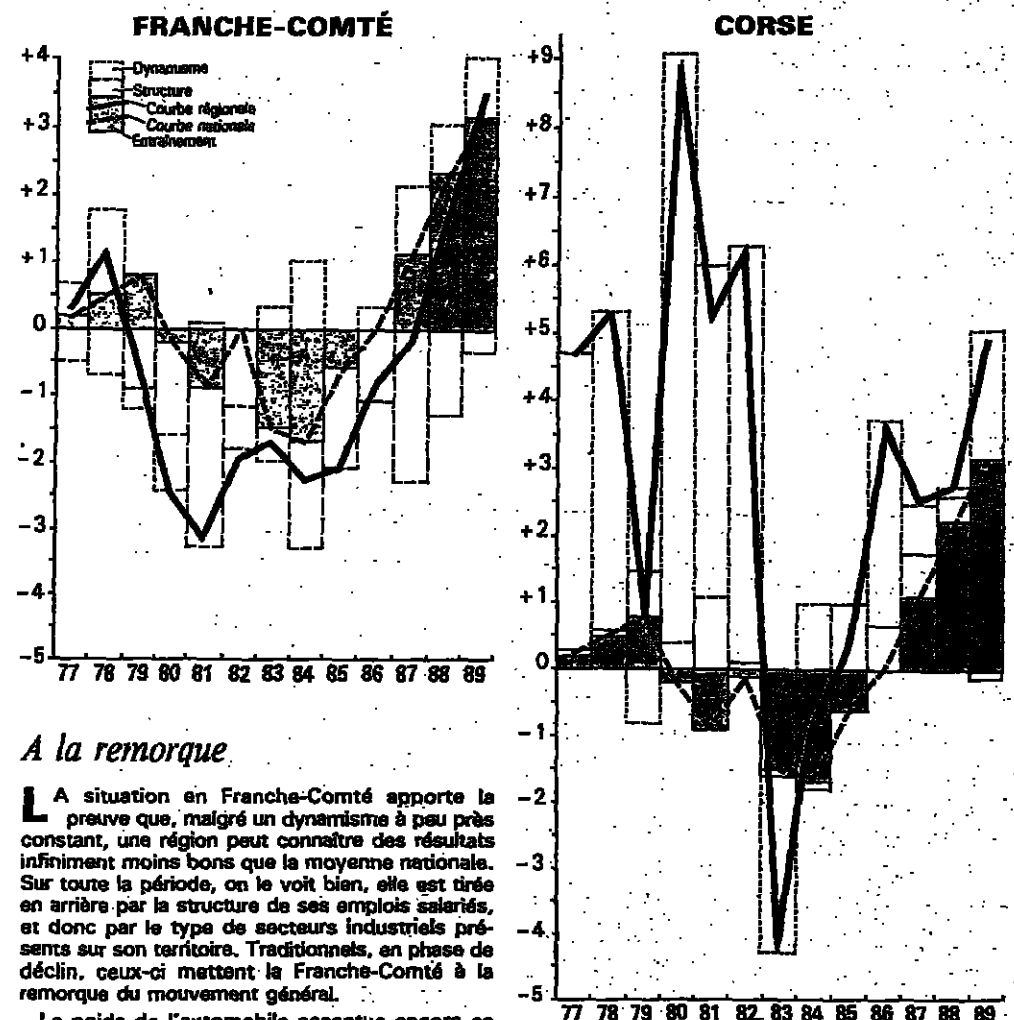 FRANCHE-COMTÉ
+4
+3
+2
+1
0
-1
-2
-3
-4
-5
Dynamisme
Structure
Courbe régionale
Courbe nationale
Entraînement
77 78 79 80 81 82 83 84 85 86 87 88 89
CORSE
+9
+8
+7
+6
+5
+4
+3
+2
+1
0
-1
-2
-3
-4
-5
77 78 79 80 81 82 83 84 85 86 87 88 89
A la remorque
LA situation en Franche-Comté apporte la
preuve que, malgré un dynamisme à peu près
constant, une région peut connaître des résultats
infiniment moins bons que la moyenne nationale.
Sur toute la période, on le voit bien, elle est tirée
en arrière par la structure de ses emplois salariés,
et donc par le type de secteurs industriels pré-
sents sur son territoire. Traditionnels, en phase de
déclin, ceux-ci mettent la Franche-Comté à la
remorque du mouvement général.